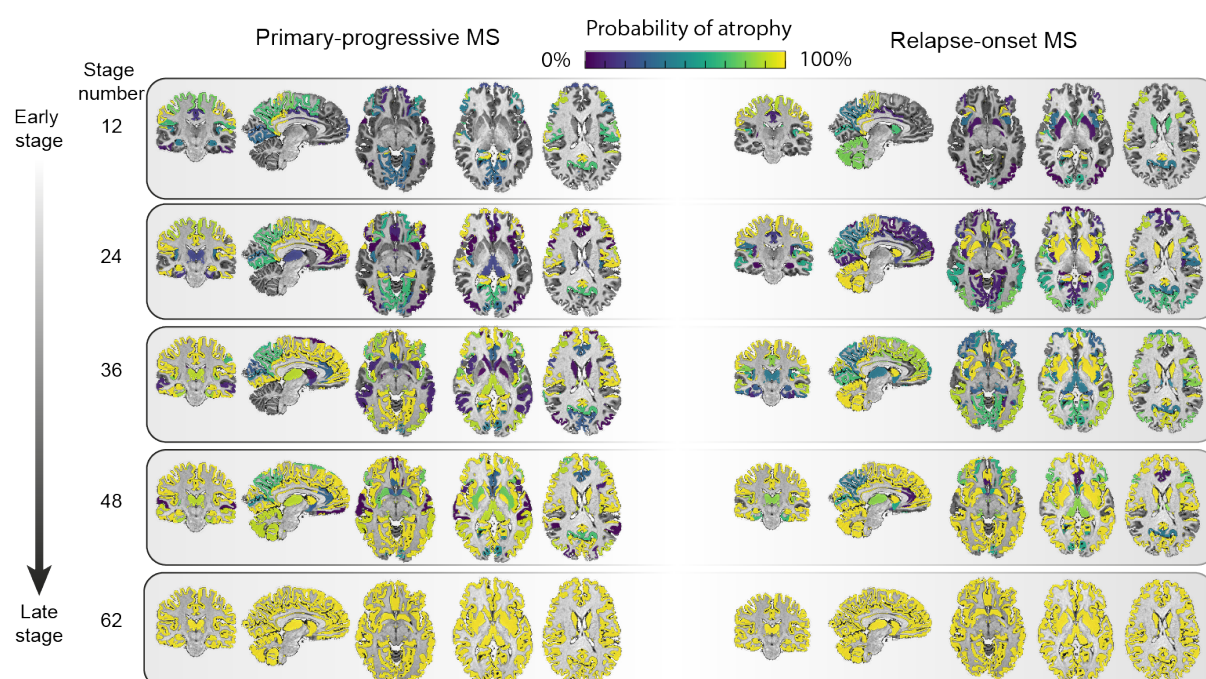 Primary-progressive MS
Probability of atrophy
0%
100%
Relapse-onset MS
Stage
number
Early
stage
12
24
36
48
Late
stage
62